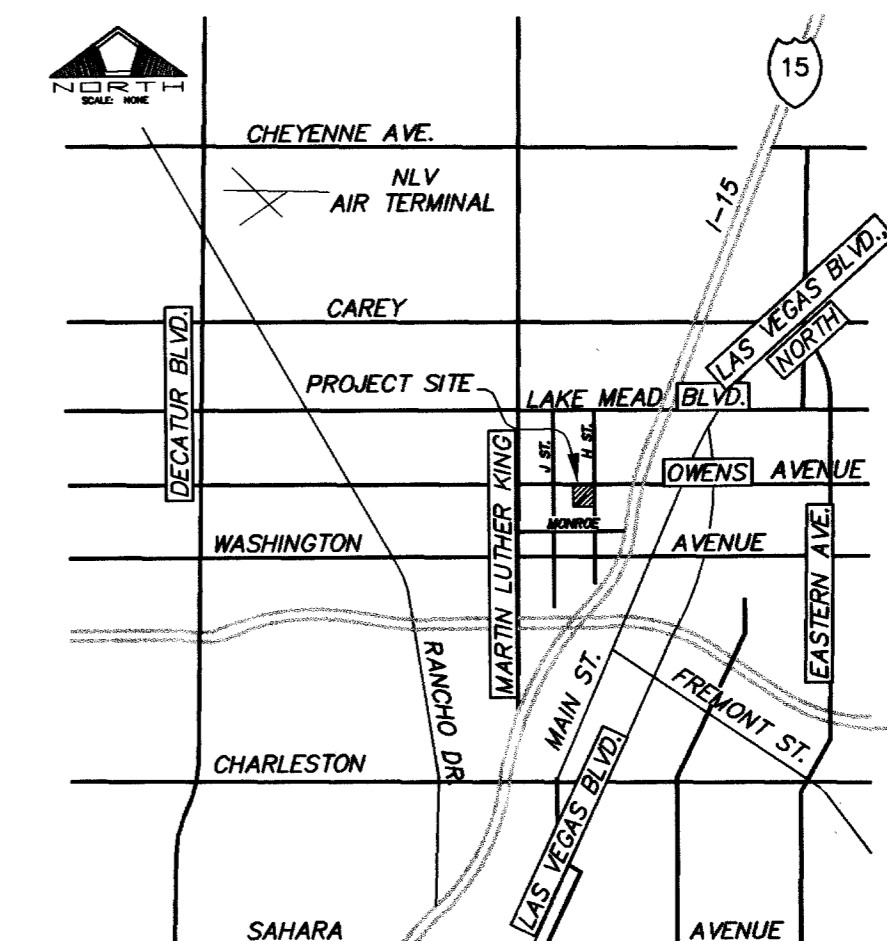 NORTH
SCALE: NONE
15
CHEYENNE AVE.
NLV
AIR TERMINAL
I-15
LAS VEGAS BLVD.,
NORTH
CAREY
DECATUR BLVD.
PROJECT SITE
LAKE MEAD BLVD.
J ST.
H ST.
MARTIN LUTHER KING
OWENS AVENUE
MONROE
WASHINGTON AVENUE
EASTERN AVE.
RANCHO DR.
MAIN ST.
FREMONT ST.
CHARLESTON
LAS VEGAS BLVD.
SAHARA AVENUE